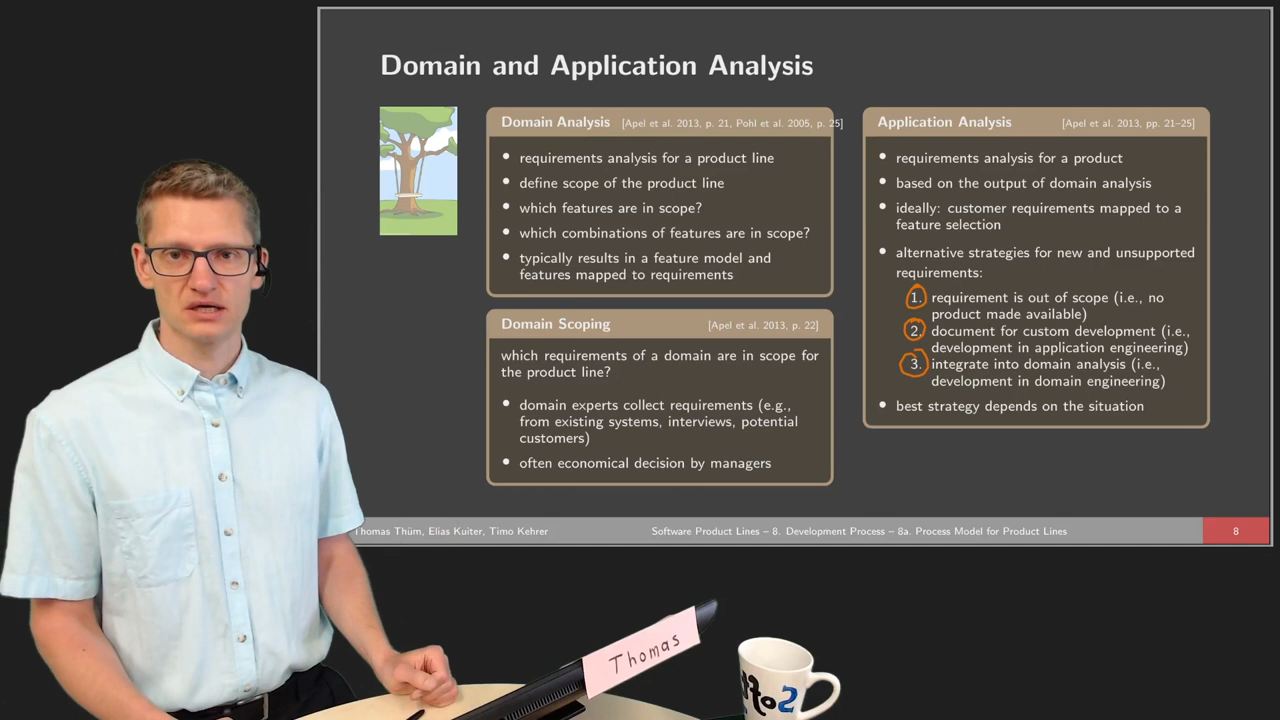 Domain and Application Analysis
Domain Analysis [Apel et al. 2013, p. 21, Pohl et al. 2005, p. 25]
• requirements analysis for a product line
• define scope of the product line
• which features are in scope?
• which combinations of features are in scope?
• typically results in a feature model and
features mapped to requirements
Domain Scoping [Apel et al. 2013, p. 22]
which requirements of a domain are in scope for
the product line?
• domain experts collect requirements (e.g.,
from existing systems, interviews, potential
customers)
• often economical decision by managers
Application Analysis [Apel et al. 2013, pp. 21–25]
• requirements analysis for a product
• based on the output of domain analysis
• ideally: customer requirements mapped to a
feature selection
• alternative strategies for new and unsupported
requirements:
1. requirement is out of scope (i.e., no
product made available)
2. document for custom development (i.e.,
development in application engineering)
3. integrate into domain analysis (i.e.,
development in domain engineering)
• best strategy depends on the situation
Thomas Thüm, Elias Kuiter, Timo Kehrer
Software Product Lines – 8. Development Process – 8a. Process Model for Product Lines
8
Thomas